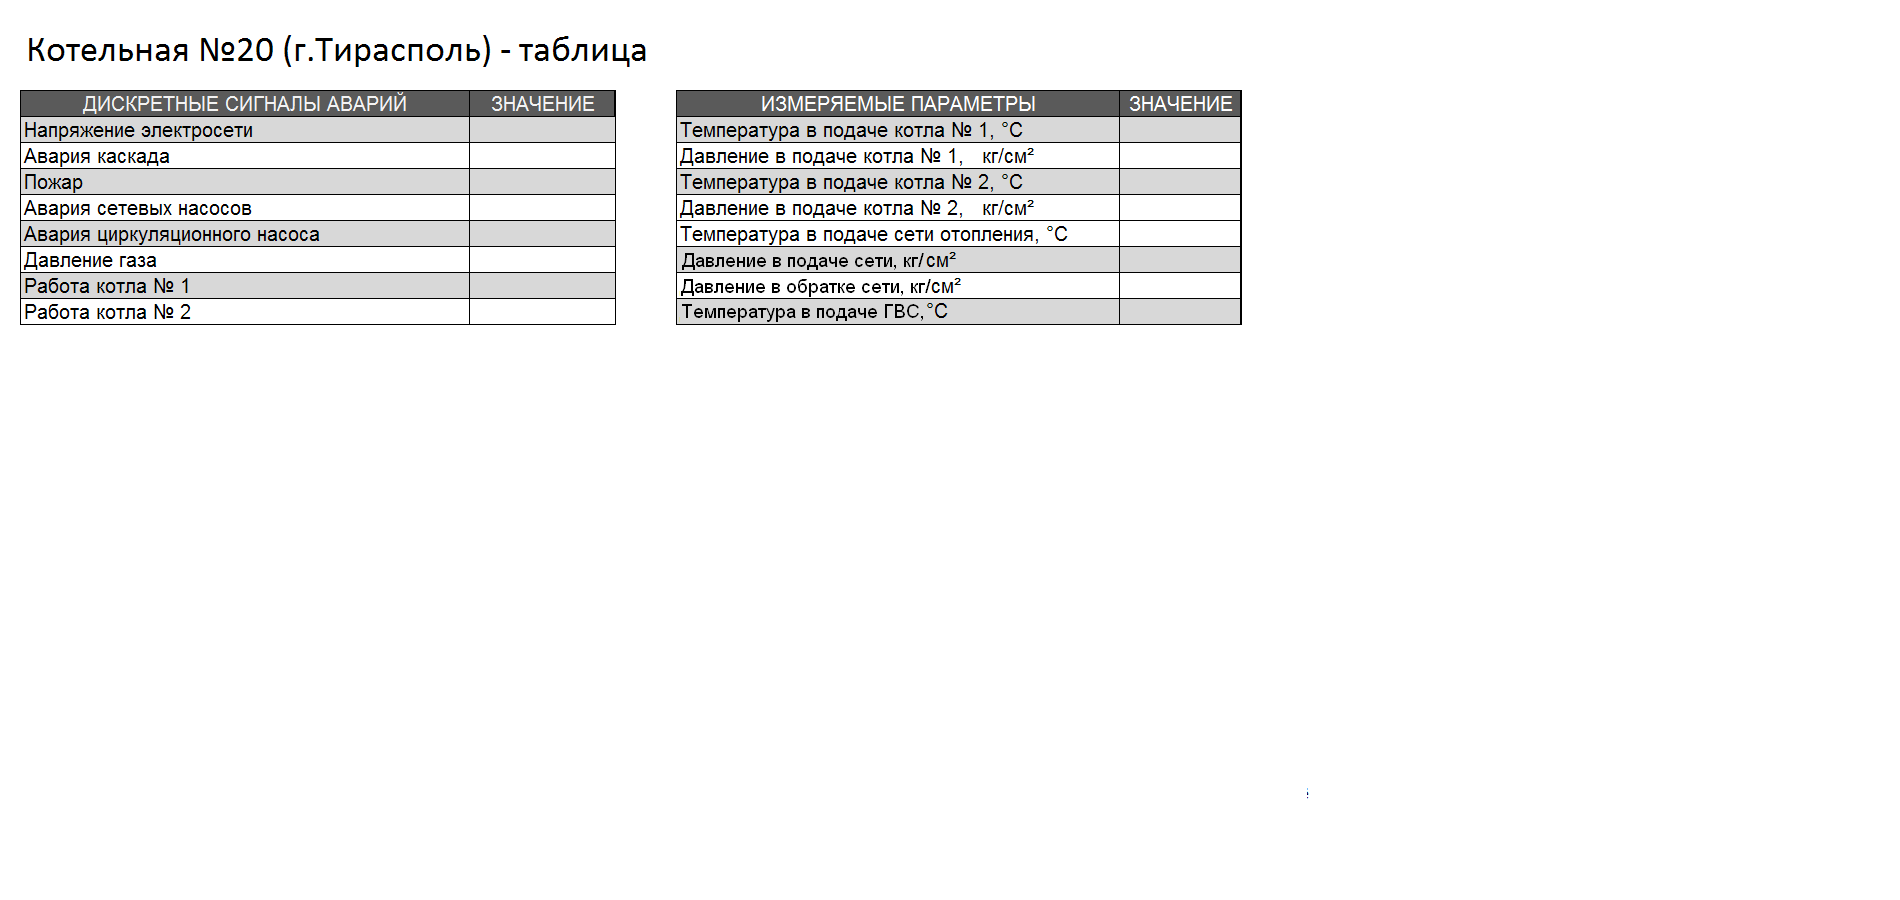 Котельная №20 (г.Тирасполь) - таблица
ДИСКРЕТНЫЕ СИГНАЛЫ АВАРИЙ ЗНАЧЕНИЕ
Напряжение электросети
Авария каскада
Пожар
Авария сетевых насосов
Авария циркуляционного насоса
Давление газа
Работа котла № 1
Работа котла № 2
ИЗМЕРЯЕМЫЕ ПАРАМЕТРЫ ЗНАЧЕНИЕ
Температура в подаче котла № 1, °C
Давление в подаче котла № 1, кг/см²
Температура в подаче котла № 2, °C
Давление в подаче котла № 2, кг/см²
Температура в подаче сети отопления, °C
Давление в подаче сети, кг/см²
Давление в обратке сети, кг/см²
Температура в подаче ГВС,°C